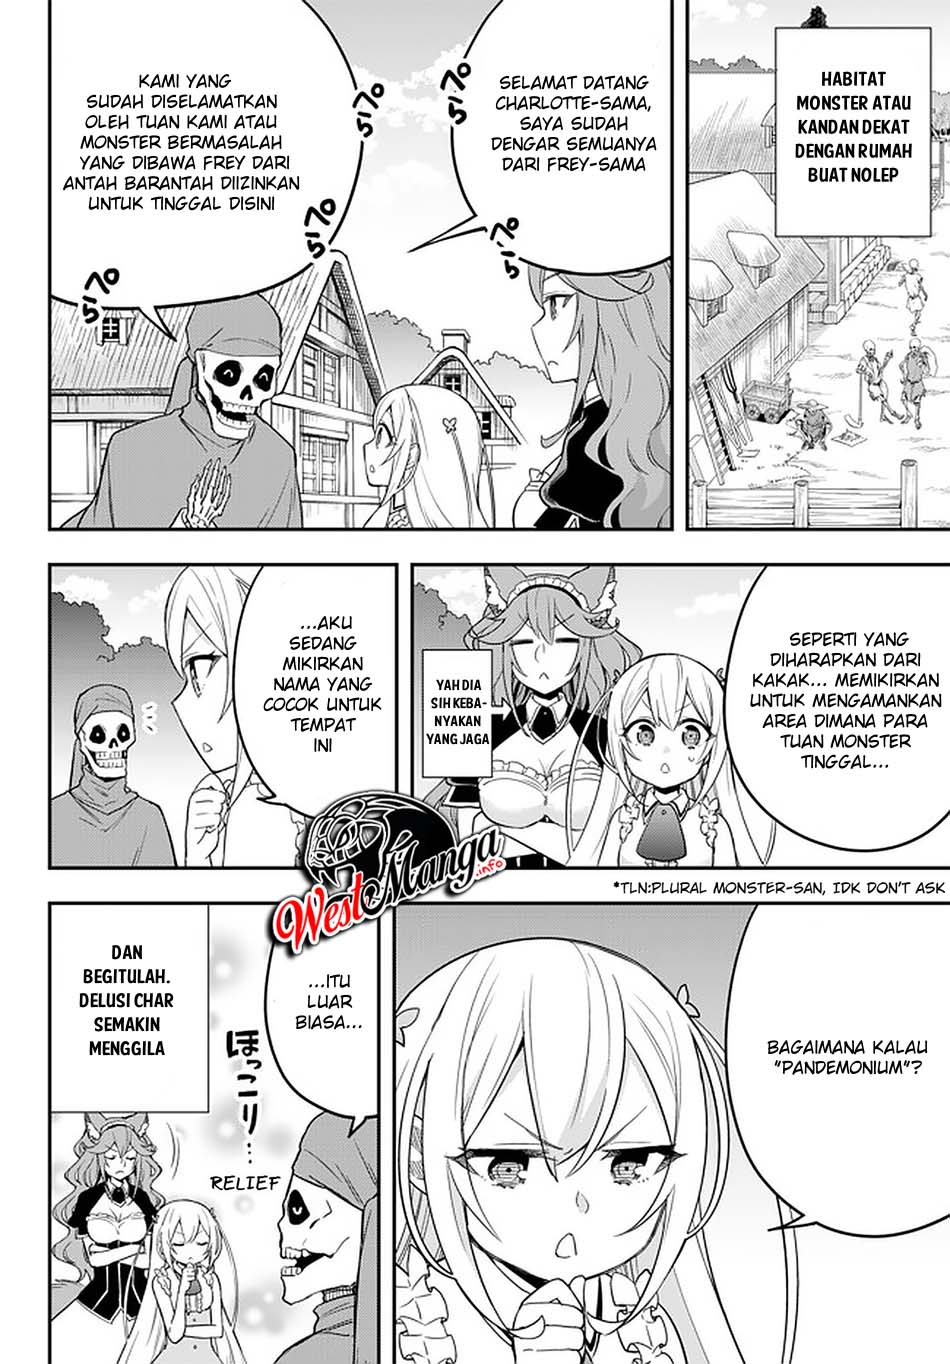 HABITAT
MONSTER ATAU
KANDAN DEKAT
DENGAN RUMAH
BUAT NOLEP
SELAMAT DATANG
CHARLOTTE-SAMA,
SAYA SUDAH
DENGAR SEMUANYA
DARI FREY-SAMA
KAMI YANG
SUDAH DISELAMATKAN
OLEH TUAN KAMI ATAU
MONSTER BERMASALAH
YANG DIBAWA FREY DARI
ANTAH BARANTAH DIIZINKAN
UNTUK TINGGAL DISINI
SEPERTI YANG
DIHARAPKAN DARI
KAKAK... MEMIKIRKAN
UNTUK MENGAMANKAN
AREA DIMANA PARA
TUAN MONSTER
TINGGAL...
YAH DIA
SIH KEBA-
NYAKAN
YANG JAGA
...AKU
SEDANG
MIKIRKAN
NAMA YANG
COCOK UNTUK
TEMPAT
INI
WestManga
.info
*TLN:PLURAL MONSTER-SAN, IDK DON'T ASK
BAGAIMANA KALAU
"PANDEMONIUM"?
...ITU
LUAR
BIASA...
ほっこり...
RELIEF
DAN
BEGITULAH.
DELUSI CHAR
SEMAKIN
MENGGILA